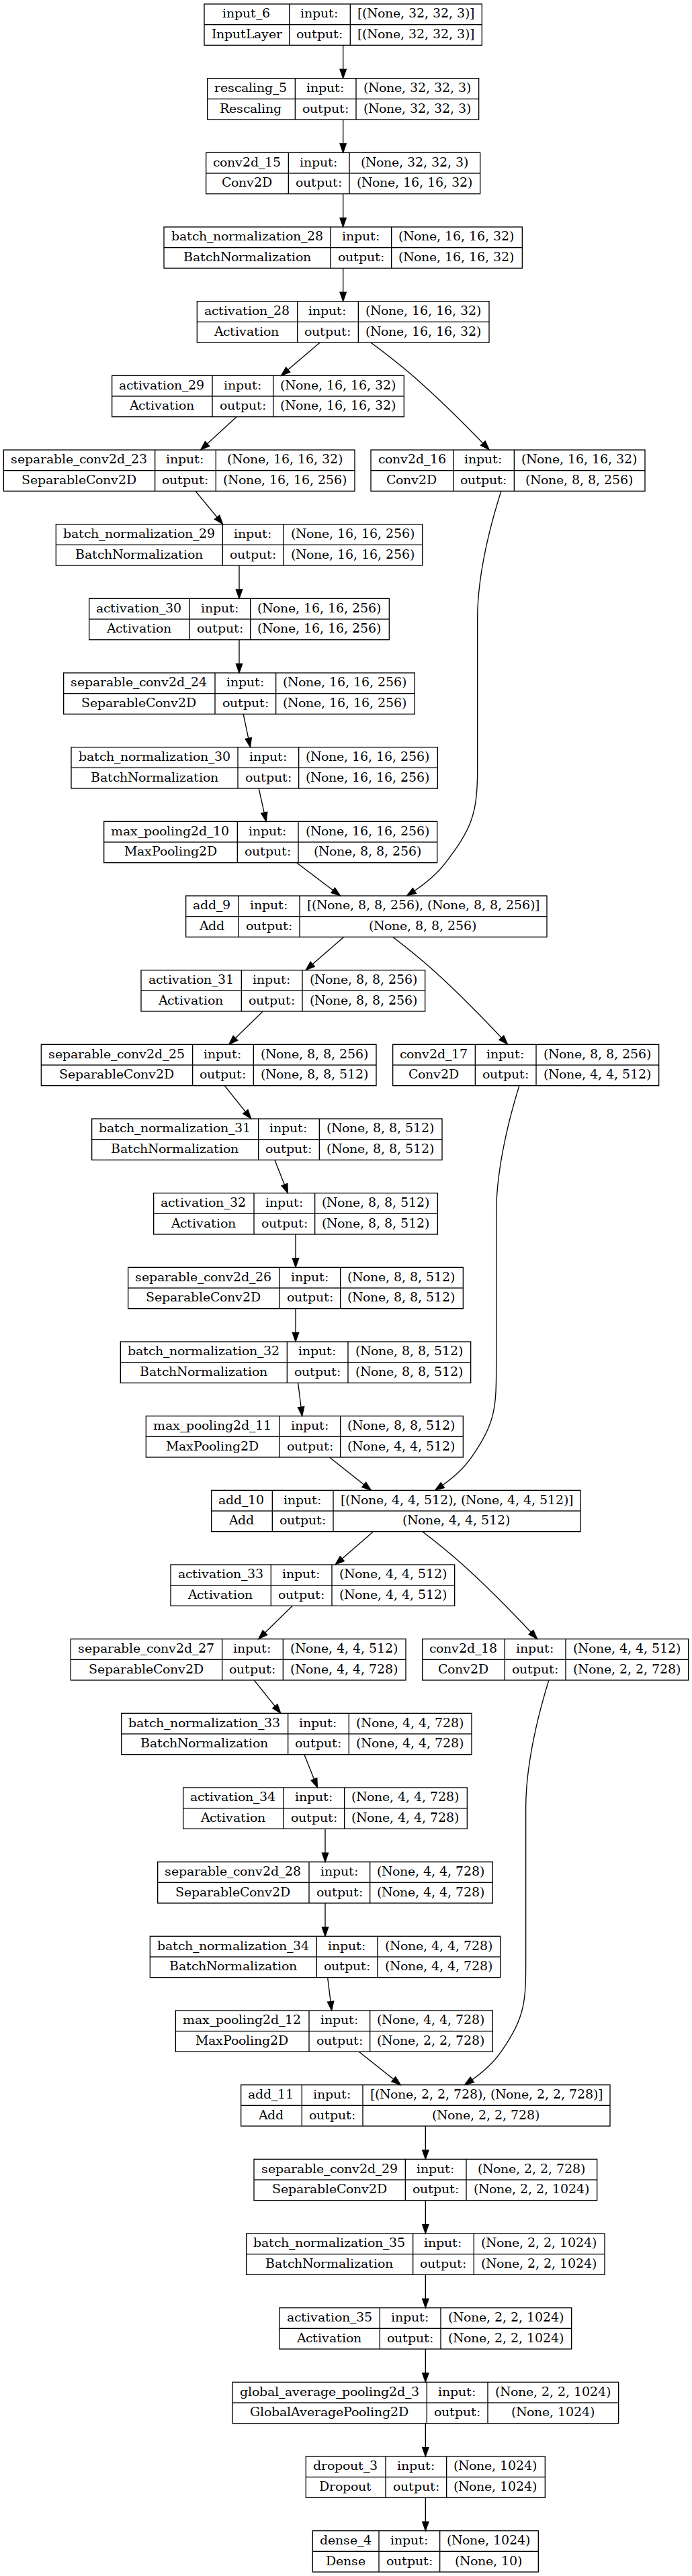 input_6 input: [(None, 32, 32, 3)]
InputLayer output: [(None, 32, 32, 3)]
rescaling_5 input: (None, 32, 32, 3)
Rescaling output: (None, 32, 32, 3)
conv2d_15 input: (None, 32, 32, 3)
Conv2D output: (None, 16, 16, 32)
batch_normalization_28 input: (None, 16, 16, 32)
BatchNormalization output: (None, 16, 16, 32)
activation_28 input: (None, 16, 16, 32)
Activation output: (None, 16, 16, 32)
activation_29 input: (None, 16, 16, 32)
Activation output: (None, 16, 16, 32)
separable_conv2d_23 input: (None, 16, 16, 32)
SeparableConv2D output: (None, 16, 16, 256)
conv2d_16 input: (None, 16, 16, 32)
Conv2D output: (None, 8, 8, 256)
batch_normalization_29 input: (None, 16, 16, 256)
BatchNormalization output: (None, 16, 16, 256)
activation_30 input: (None, 16, 16, 256)
Activation output: (None, 16, 16, 256)
separable_conv2d_24 input: (None, 16, 16, 256)
SeparableConv2D output: (None, 16, 16, 256)
batch_normalization_30 input: (None, 16, 16, 256)
BatchNormalization output: (None, 16, 16, 256)
max_pooling2d_10 input: (None, 16, 16, 256)
MaxPooling2D output: (None, 8, 8, 256)
add_9 input: [(None, 8, 8, 256), (None, 8, 8, 256)]
Add output: (None, 8, 8, 256)
activation_31 input: (None, 8, 8, 256)
Activation output: (None, 8, 8, 256)
separable_conv2d_25 input: (None, 8, 8, 256)
SeparableConv2D output: (None, 8, 8, 512)
conv2d_17 input: (None, 8, 8, 256)
Conv2D output: (None, 4, 4, 512)
batch_normalization_31 input: (None, 8, 8, 512)
BatchNormalization output: (None, 8, 8, 512)
activation_32 input: (None, 8, 8, 512)
Activation output: (None, 8, 8, 512)
separable_conv2d_26 input: (None, 8, 8, 512)
SeparableConv2D output: (None, 8, 8, 512)
batch_normalization_32 input: (None, 8, 8, 512)
BatchNormalization output: (None, 8, 8, 512)
max_pooling2d_11 input: (None, 8, 8, 512)
MaxPooling2D output: (None, 4, 4, 512)
add_10 input: [(None, 4, 4, 512), (None, 4, 4, 512)]
Add output: (None, 4, 4, 512)
activation_33 input: (None, 4, 4, 512)
Activation output: (None, 4, 4, 512)
separable_conv2d_27 input: (None, 4, 4, 512)
SeparableConv2D output: (None, 4, 4, 728)
conv2d_18 input: (None, 4, 4, 512)
Conv2D output: (None, 2, 2, 728)
batch_normalization_33 input: (None, 4, 4, 728)
BatchNormalization output: (None, 4, 4, 728)
activation_34 input: (None, 4, 4, 728)
Activation output: (None, 4, 4, 728)
separable_conv2d_28 input: (None, 4, 4, 728)
SeparableConv2D output: (None, 4, 4, 728)
batch_normalization_34 input: (None, 4, 4, 728)
BatchNormalization output: (None, 4, 4, 728)
max_pooling2d_12 input: (None, 4, 4, 728)
MaxPooling2D output: (None, 2, 2, 728)
add_11 input: [(None, 2, 2, 728), (None, 2, 2, 728)]
Add output: (None, 2, 2, 728)
separable_conv2d_29 input: (None, 2, 2, 728)
SeparableConv2D output: (None, 2, 2, 1024)
batch_normalization_35 input: (None, 2, 2, 1024)
BatchNormalization output: (None, 2, 2, 1024)
activation_35 input: (None, 2, 2, 1024)
Activation output: (None, 2, 2, 1024)
global_average_pooling2d_3 input: (None, 2, 2, 1024)
GlobalAveragePooling2D output: (None, 1024)
dropout_3 input: (None, 1024)
Dropout output: (None, 1024)
dense_4 input: (None, 1024)
Dense output: (None, 10)